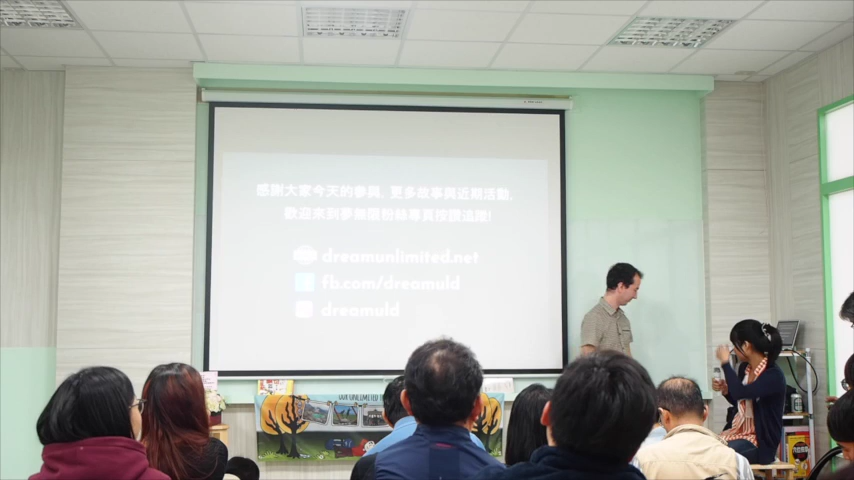 感謝大家今天的參與, 更多故事與近期活動,
歡迎來到夢無限粉絲專頁按讚追蹤!
dreamunlimited.net
fb.com/dreamuld
dreamuld
OUR UNLIMITED